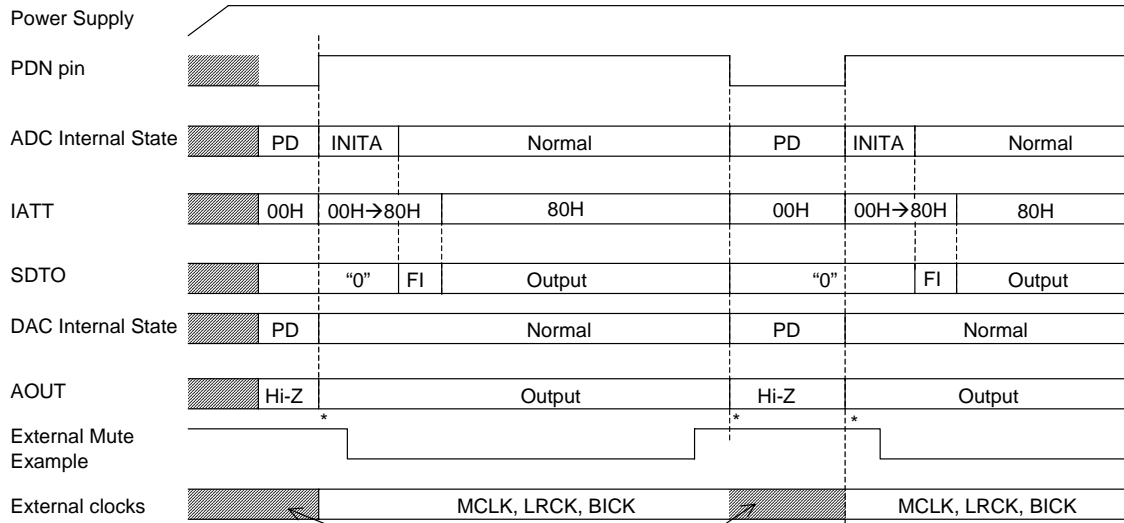 Power Supply
PDN pin
ADC Internal State PD INITA Normal PD INITA Normal
IATT 00H 00H→80H 80H 00H 00H→80H 80H
SDTO “0” FI Output “0” FI Output
DAC Internal State PD Normal PD Normal
AOUT Hi-Z Output Hi-Z Output
* * *
External Mute
Example
External clocks MCLK, LRCK, BICK MCLK, LRCK, BICK